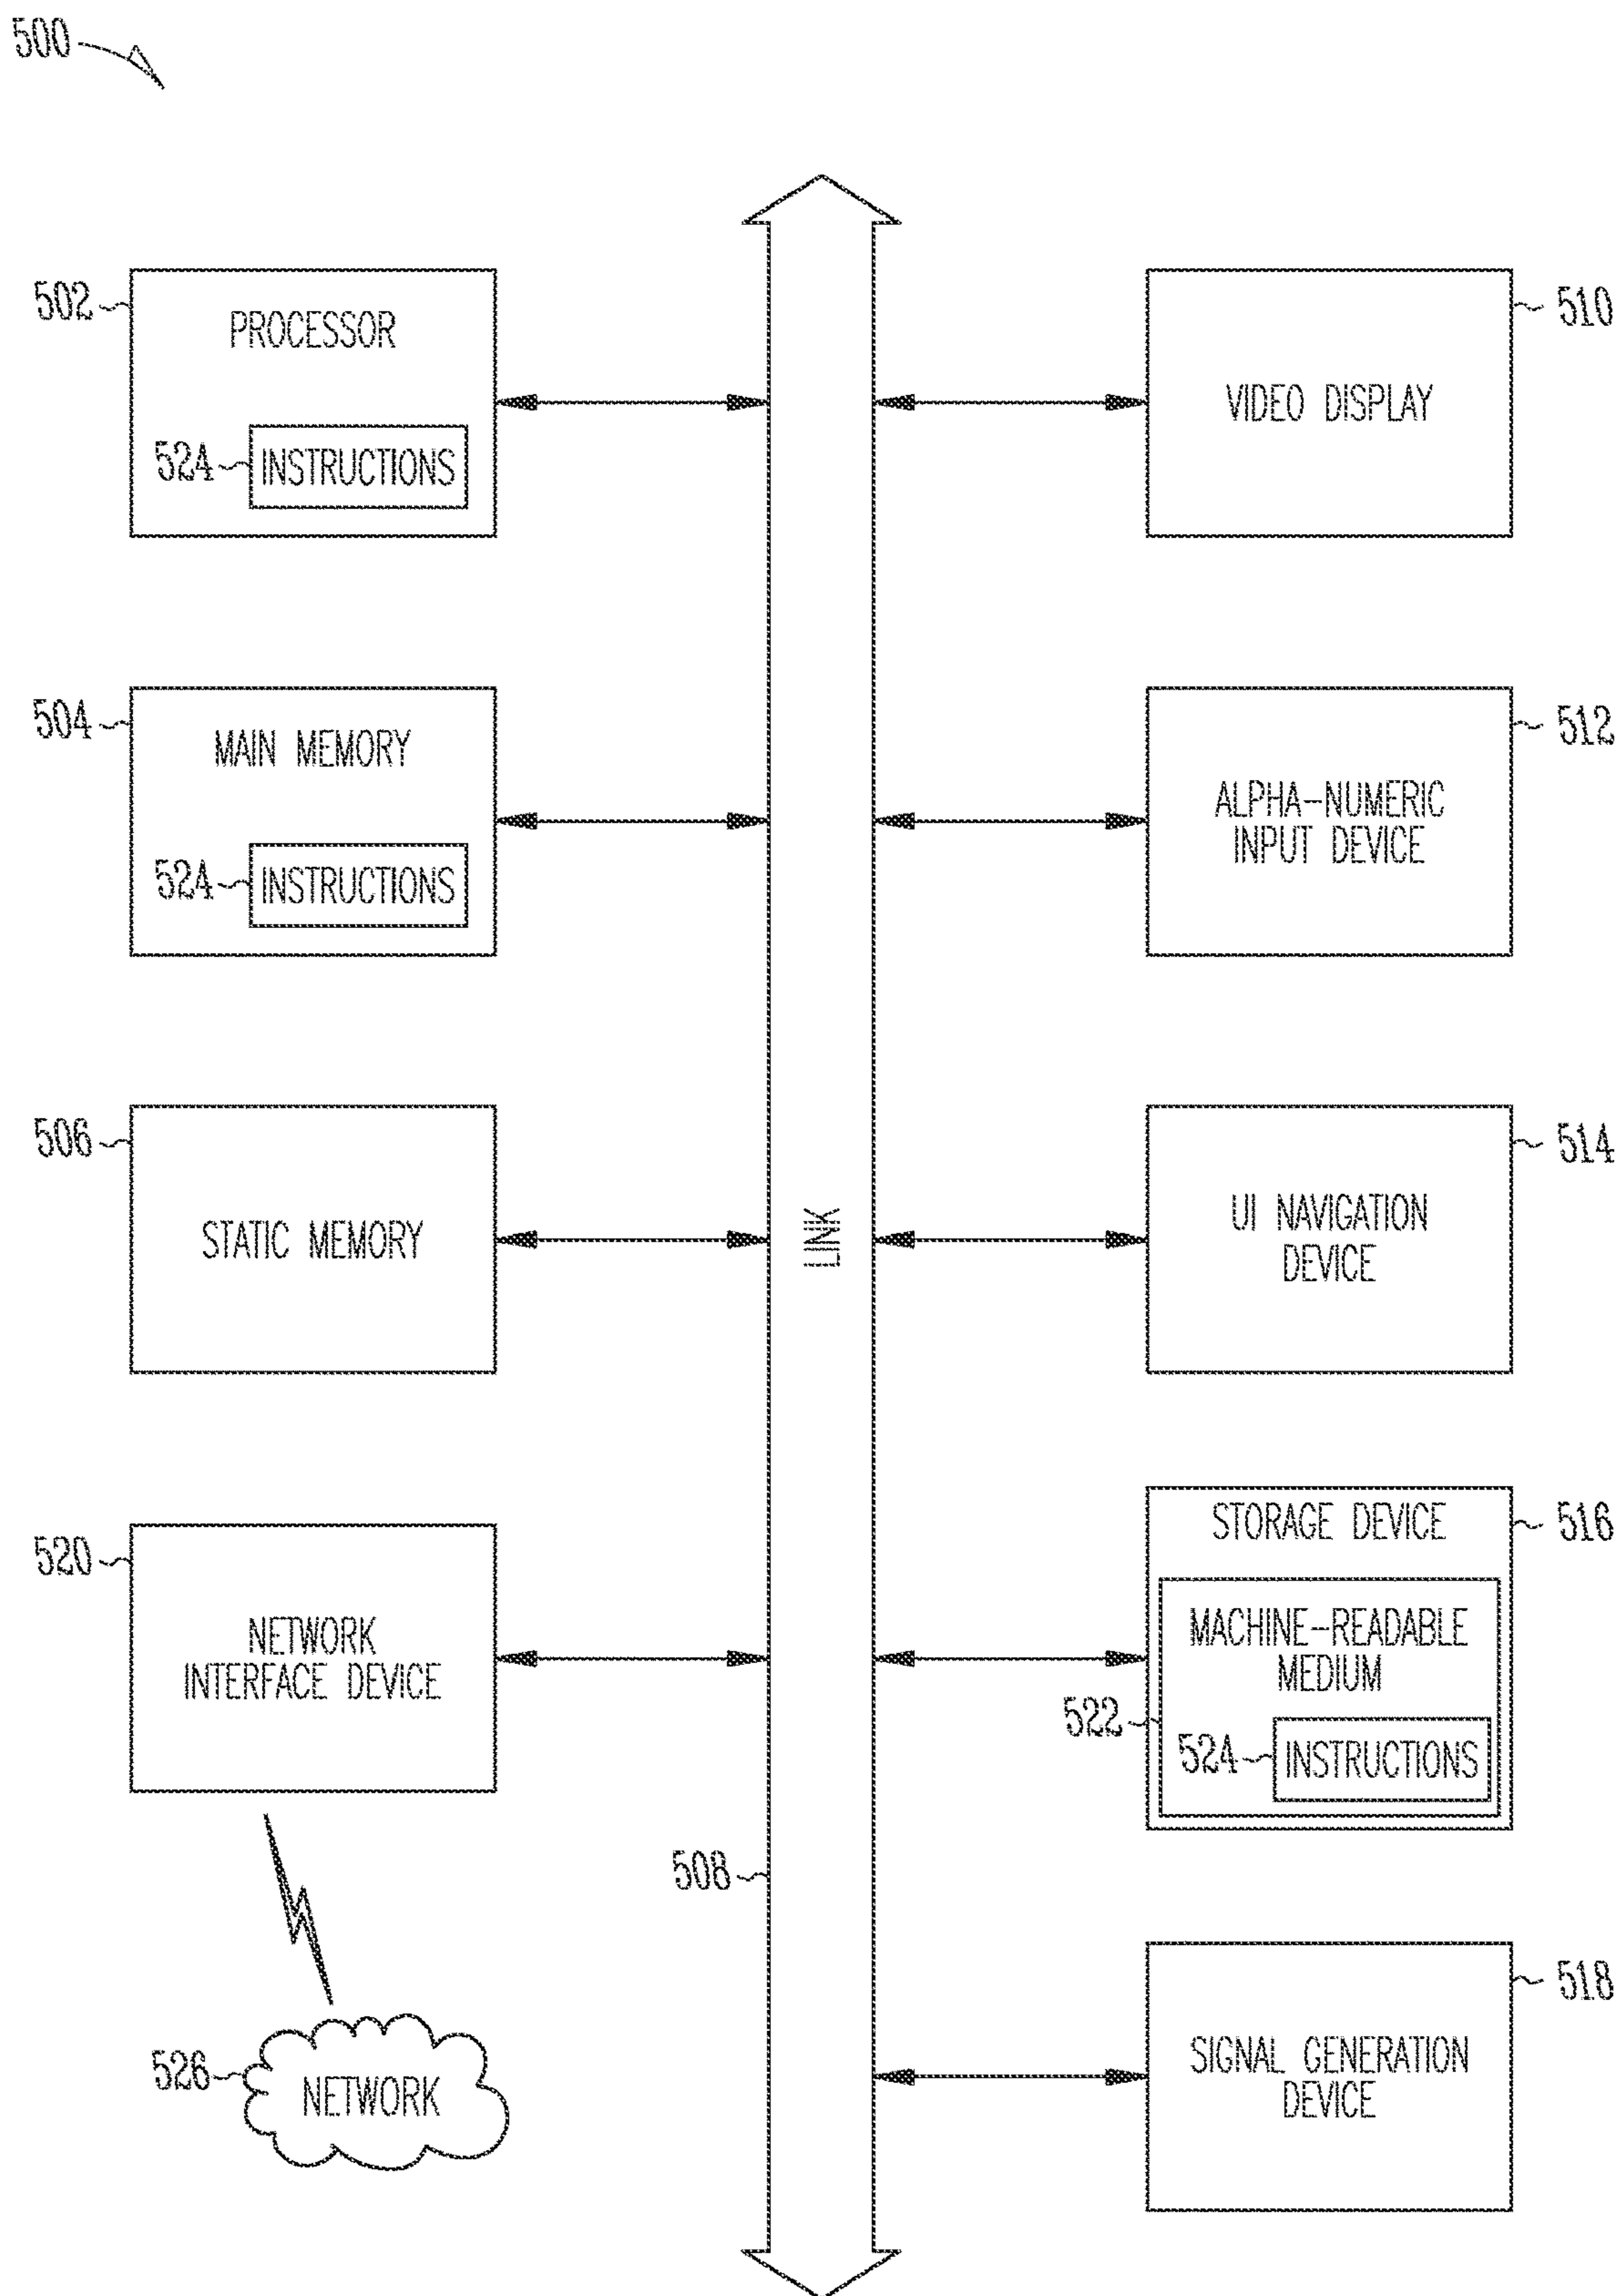 500
502
PROCESSOR
524
INSTRUCTIONS
504
MAIN MEMORY
524
INSTRUCTIONS
506
STATIC MEMORY
520
NETWORK
INTERFACE DEVICE
526
NETWORK
LINK
508
510
VIDEO DISPLAY
512
ALPHA-NUMERIC
INPUT DEVICE
514
UI NAVIGATION
DEVICE
516
STORAGE DEVICE
MACHINE-READABLE
MEDIUM
522
524
INSTRUCTIONS
518
SIGNAL GENERATION
DEVICE